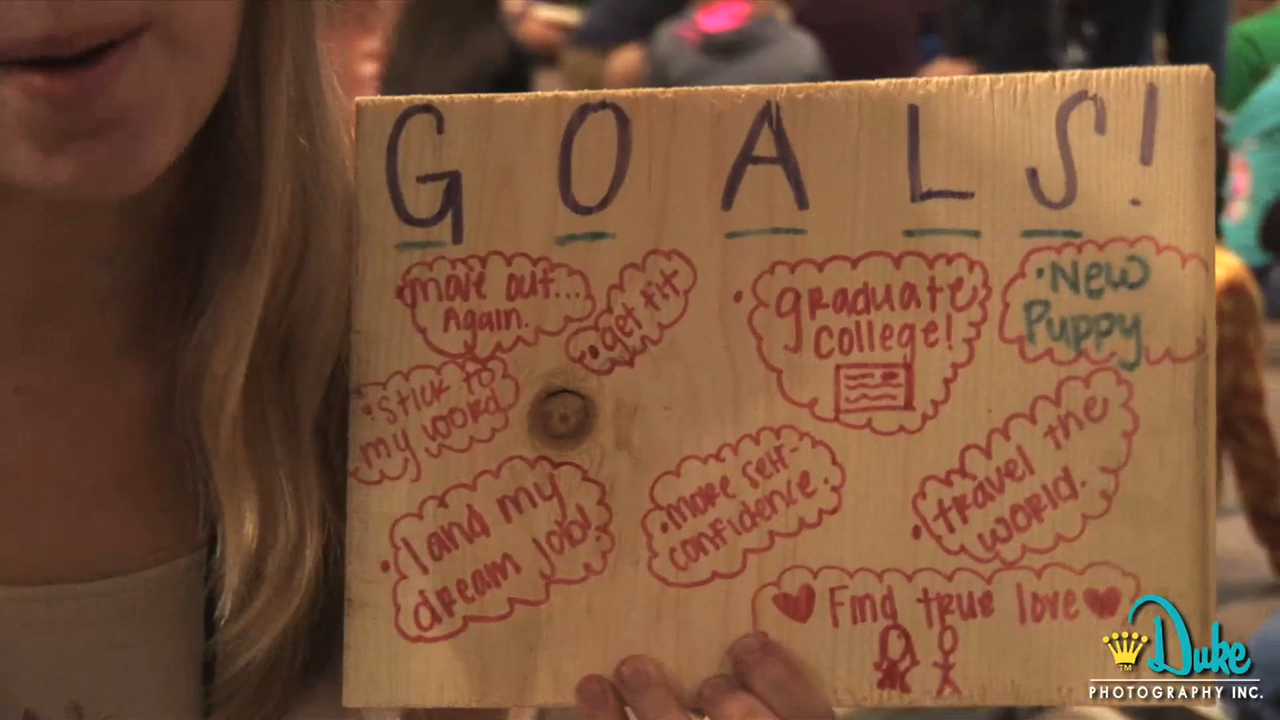 GOALS!
move out...
Again.
• get fit
• graduate
college!
• New
Puppy
• stick to
my word
• land my
dream job!
• more self-
confidence.
• travel the
world.
♥ Find true love ♥
Duke
TM
PHOTOGRAPHY INC.